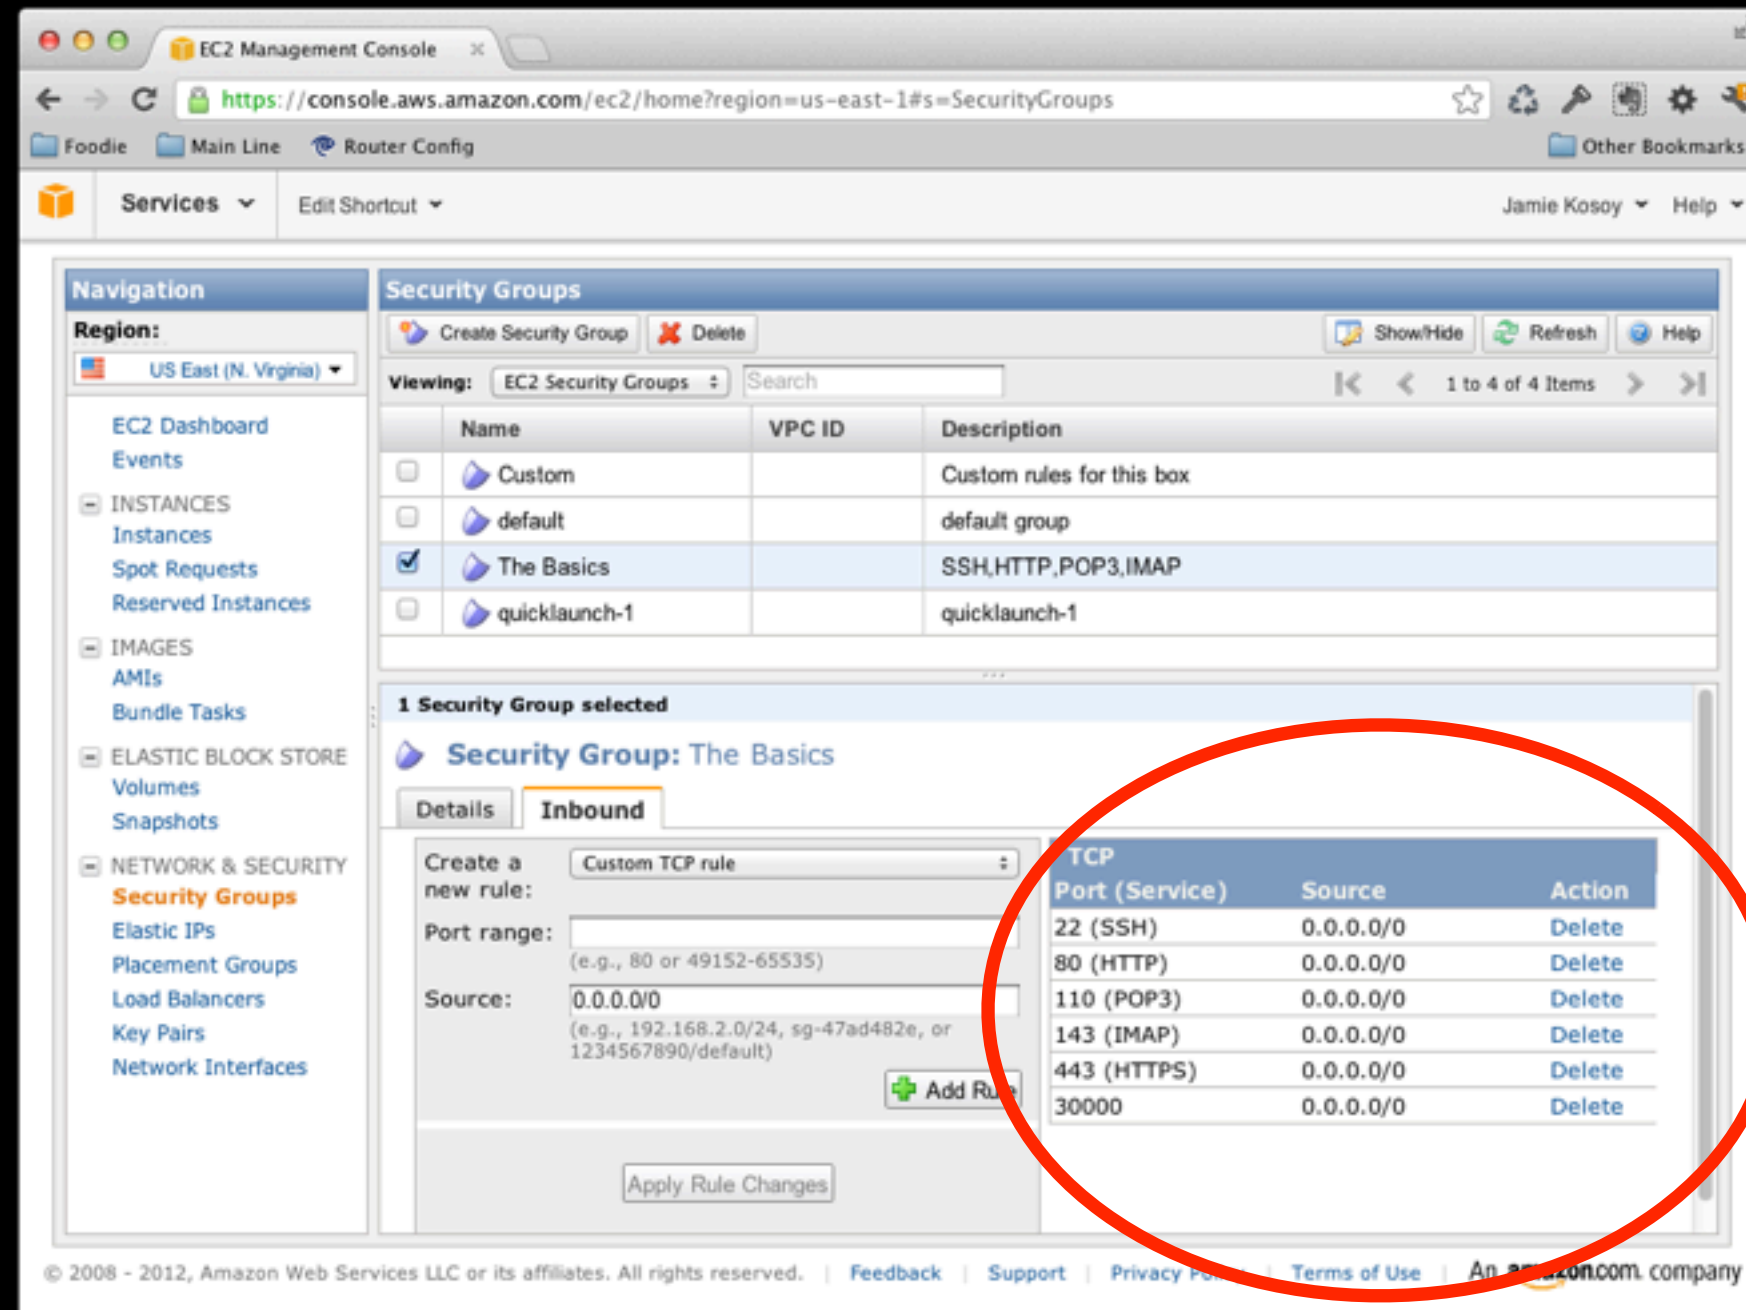 EC2 Management Console
https://console.aws.amazon.com/ec2/home?region=us-east-1#s=SecurityGroups
Foodie Main Line Router Config Other Bookmarks
Services Edit Shortcut Jamie Kosoy Help
Navigation
Region:
US East (N. Virginia)
EC2 Dashboard
Events
INSTANCES
Instances
Spot Requests
Reserved Instances
IMAGES
AMIs
Bundle Tasks
ELASTIC BLOCK STORE
Volumes
Snapshots
NETWORK & SECURITY
Security Groups
Elastic IPs
Placement Groups
Load Balancers
Key Pairs
Network Interfaces
Security Groups
Create Security Group Delete Show/Hide Refresh Help
Viewing: EC2 Security Groups Search 1 to 4 of 4 Items
Name VPC ID Description
Custom Custom rules for this box
default default group
The Basics SSH,HTTP,POP3,IMAP
quicklaunch-1 quicklaunch-1
1 Security Group selected
Security Group: The Basics
Details Inbound
Create a new rule: Custom TCP rule
Port range:
(e.g., 80 or 49152-65535)
Source: 0.0.0.0/0
(e.g., 192.168.2.0/24, sg-47ad482e, or
1234567890/default)
Add Rule
Apply Rule Changes
TCP
Port (Service) Source Action
22 (SSH) 0.0.0.0/0 Delete
80 (HTTP) 0.0.0.0/0 Delete
110 (POP3) 0.0.0.0/0 Delete
143 (IMAP) 0.0.0.0/0 Delete
443 (HTTPS) 0.0.0.0/0 Delete
30000 0.0.0.0/0 Delete
© 2008 - 2012, Amazon Web Services LLC or its affiliates. All rights reserved. | Feedback | Support | Privacy Policy | Terms of Use | An amazon.com company